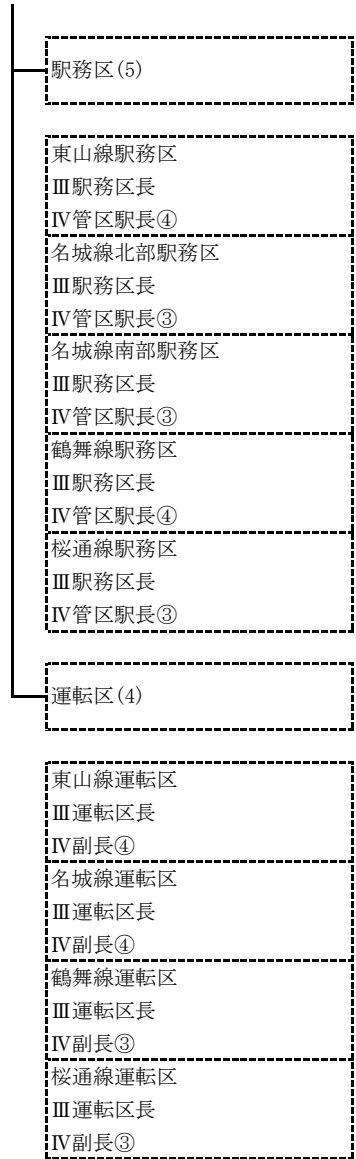 駅務区(5)
東山線駅務区
Ⅲ駅務区長
Ⅳ管区駅長④
名城線北部駅務区
Ⅲ駅務区長
Ⅳ管区駅長③
名城線南部駅務区
Ⅲ駅務区長
Ⅳ管区駅長③
鶴舞線駅務区
Ⅲ駅務区長
Ⅳ管区駅長④
桜通線駅務区
Ⅲ駅務区長
Ⅳ管区駅長③
運転区(4)
東山線運転区
Ⅲ運転区長
Ⅳ副長④
名城線運転区
Ⅲ運転区長
Ⅳ副長④
鶴舞線運転区
Ⅲ運転区長
Ⅳ副長③
桜通線運転区
Ⅲ運転区長
Ⅳ副長③